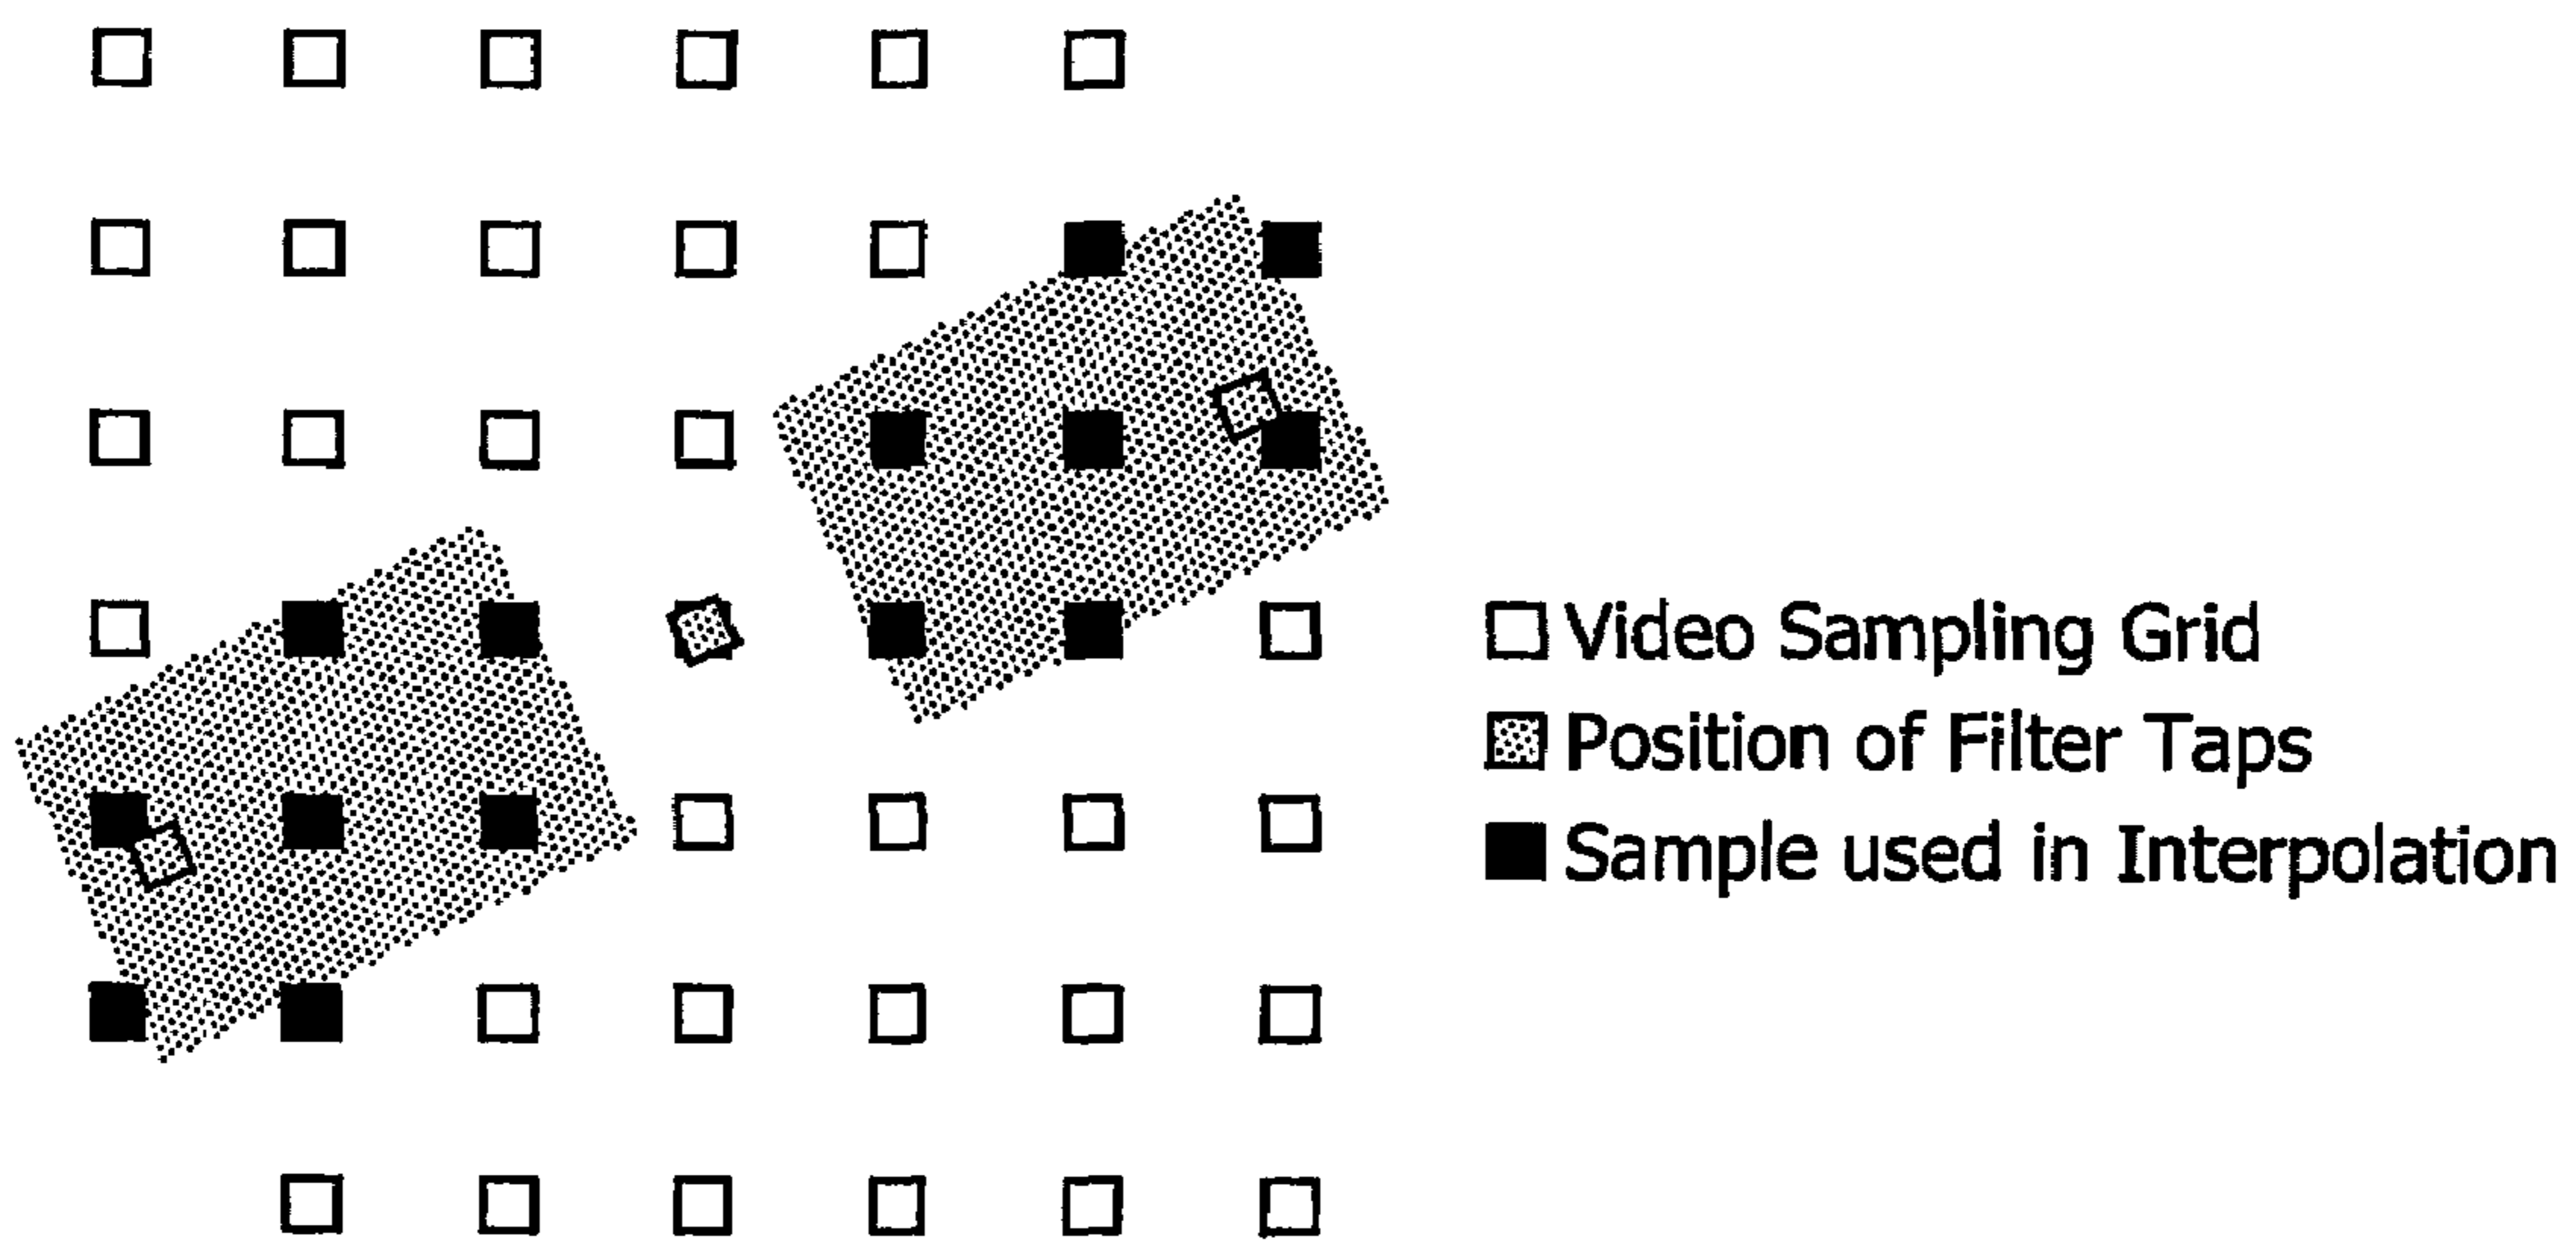 Video Sampling Grid
Position of Filter Taps
Sample used in Interpolation